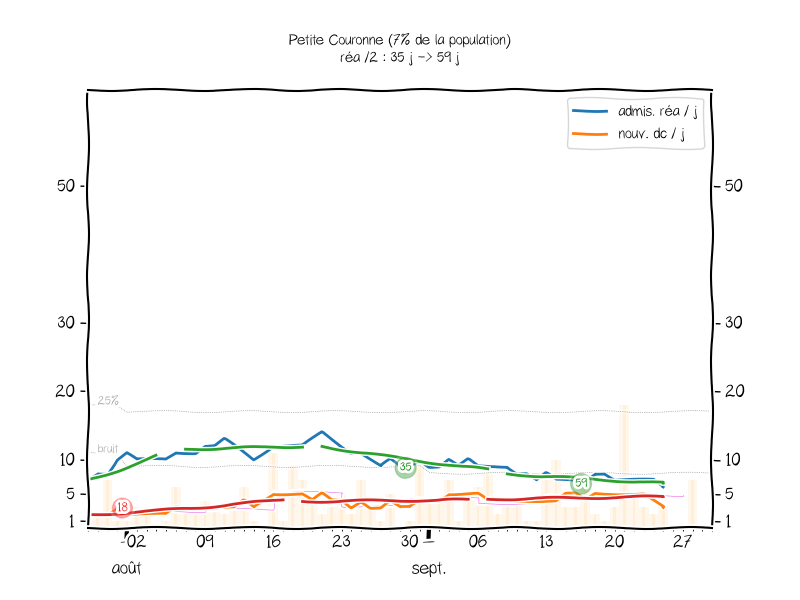 Petite Couronne (7% de la population)
réa /2 : 35 j -> 59 j
admis. réa / j
nouv. dc / j
50 50
30 30
20 20
25%
bruit
10 10
35
59
5 5
18
1 1
02 09 16 23 30 06 13 20 27
août sept.